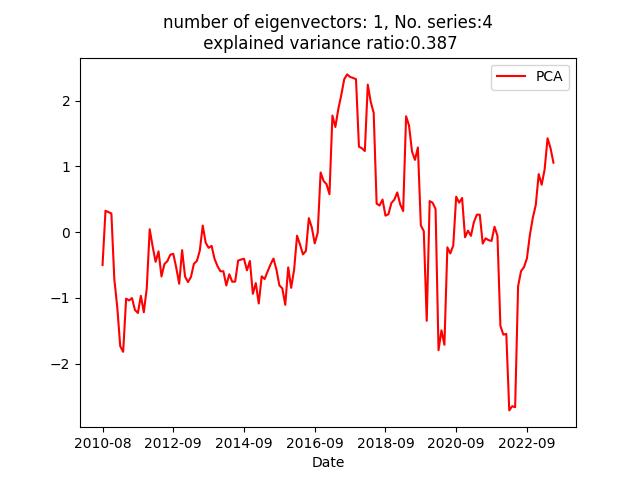 number of eigenvectors: 1, No. series:4
explained variance ratio:0.387
PCA
2
1
0
−1
−2
2010-08 2012-09 2014-09 2016-09 2018-09 2020-09 2022-09
Date